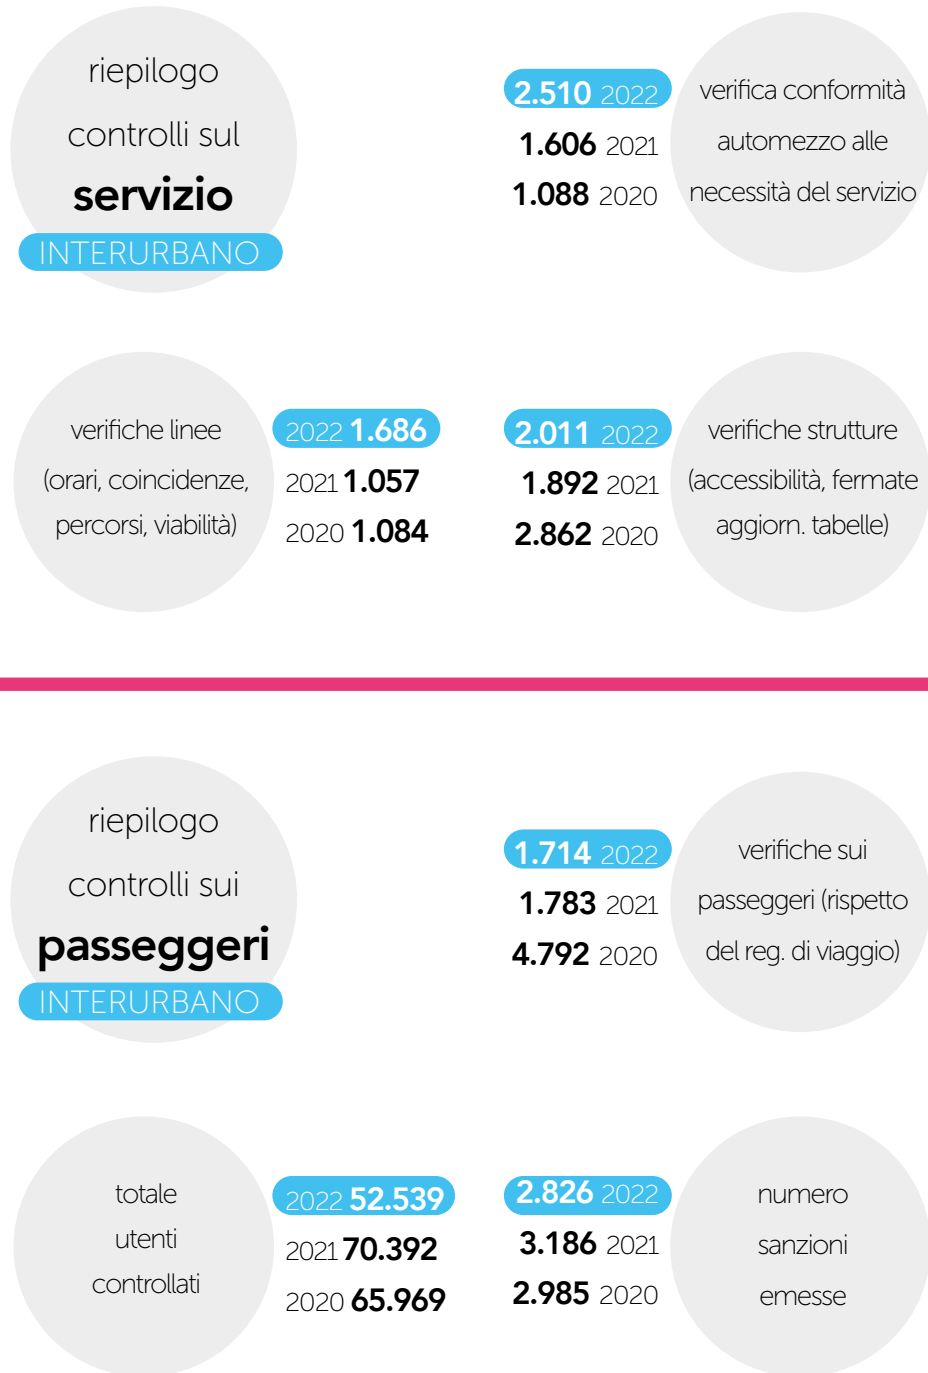 riepilogo
controlli sul
servizio
INTERURBANO
2.510 2022
1.606 2021
1.088 2020
verifica conformità
automezzo alle
necessità del servizio
verifiche linee
(orari, coincidenze,
percorsi, viabilità)
2022 1.686
2021 1.057
2020 1.084
2.011 2022
1.892 2021
2.862 2020
verifiche strutture
(accessibilità, fermate
aggiorn. tabelle)
riepilogo
controlli sui
passeggeri
INTERURBANO
1.714 2022
1.783 2021
4.792 2020
verifiche sui
passeggeri (rispetto
del reg. di viaggio)
totale
utenti
controllati
2022 52.539
2021 70.392
2020 65.969
2.826 2022
3.186 2021
2.985 2020
numero
sanzioni
emesse